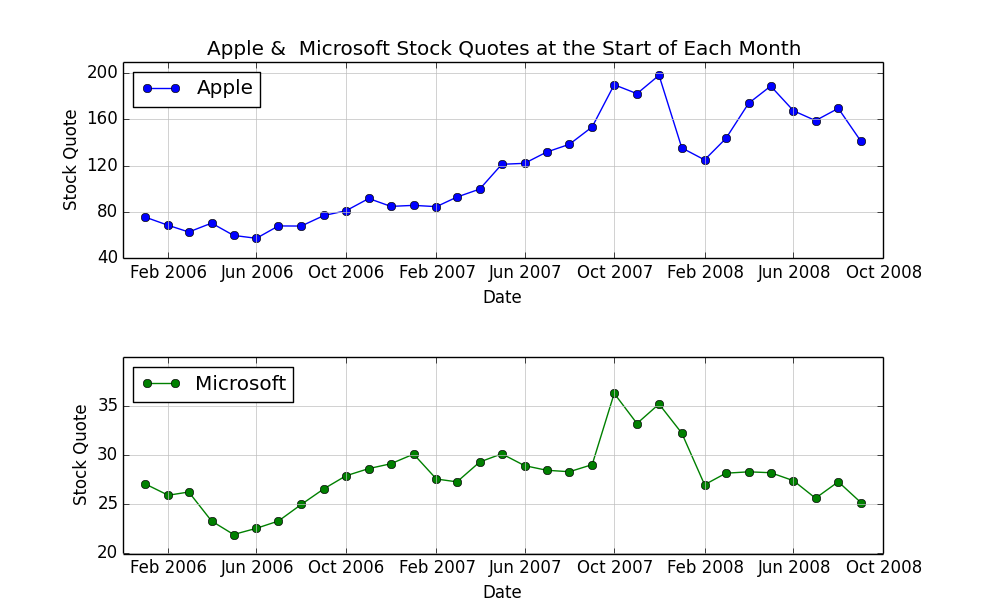 Apple &  Microsoft Stock Quotes at the Start of Each Month
Apple
Stock Quote
200
160
120
80
40
Feb 2006 Jun 2006 Oct 2006 Feb 2007 Jun 2007 Oct 2007 Feb 2008 Jun 2008 Oct 2008
Date
Microsoft
Stock Quote
35
30
25
20
Feb 2006 Jun 2006 Oct 2006 Feb 2007 Jun 2007 Oct 2007 Feb 2008 Jun 2008 Oct 2008
Date